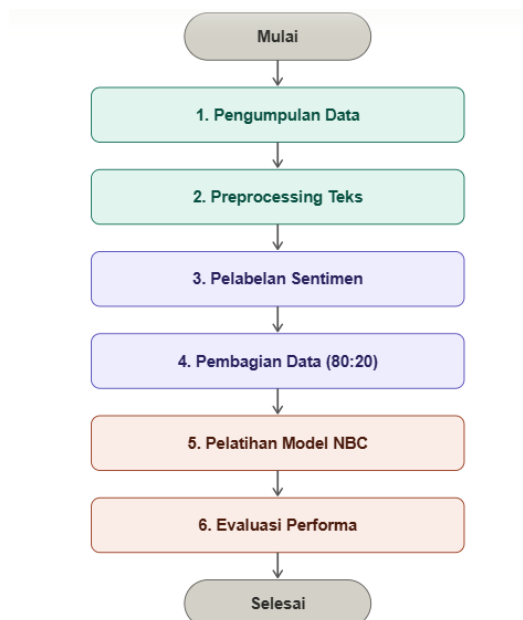 Mulai
1. Pengumpulan Data
2. Preprocessing Teks
3. Pelabelan Sentimen
4. Pembagian Data (80:20)
5. Pelatihan Model NBC
6. Evaluasi Performa
Selesai